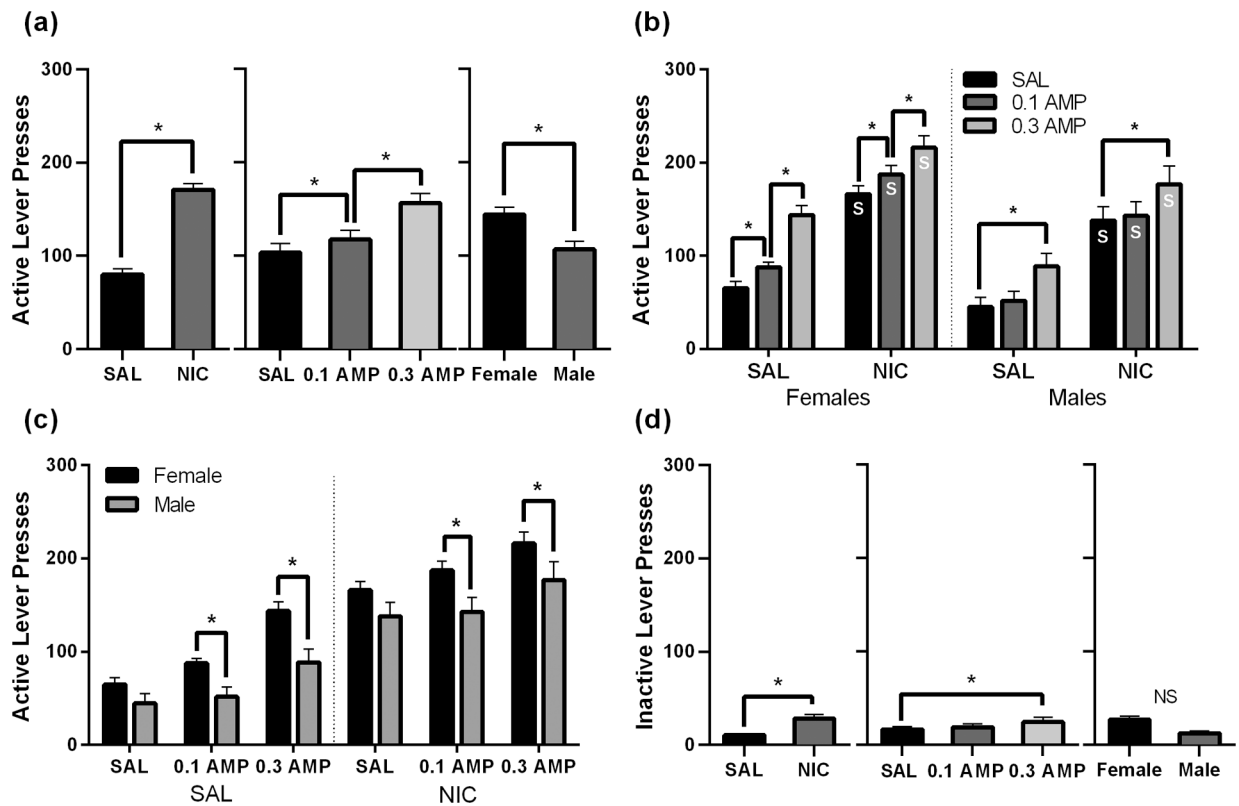 (a)
Active Lever Presses
300
200
100
0
*
*
*
*
SAL NIC
SAL 0.1 AMP 0.3 AMP
Female Male
(b)
Active Lever Presses
300
200
100
0
SAL
0.1 AMP
0.3 AMP
*
*
*
*
*
*
S S S
S S S
SAL NIC SAL NIC
Females Males
(c)
Active Lever Presses
300
200
100
0
Female
Male
*
*
*
*
SAL 0.1 AMP 0.3 AMP SAL 0.1 AMP 0.3 AMP
SAL NIC
(d)
Inactive Lever Presses
300
200
100
0
*
*
NS
SAL NIC
SAL 0.1 AMP 0.3 AMP
Female Male